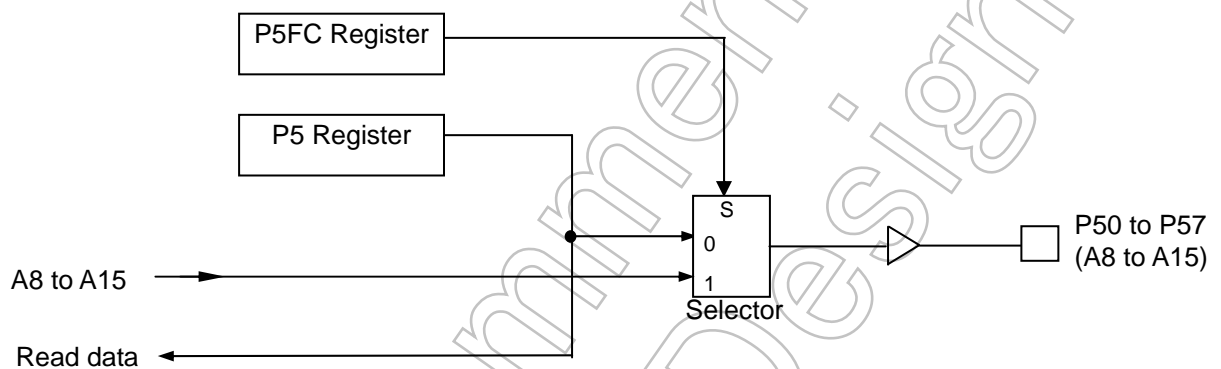 P5FC Register
P5 Register
S
0
1
Selector
A8 to A15
Read data
P50 to P57
(A8 to A15)